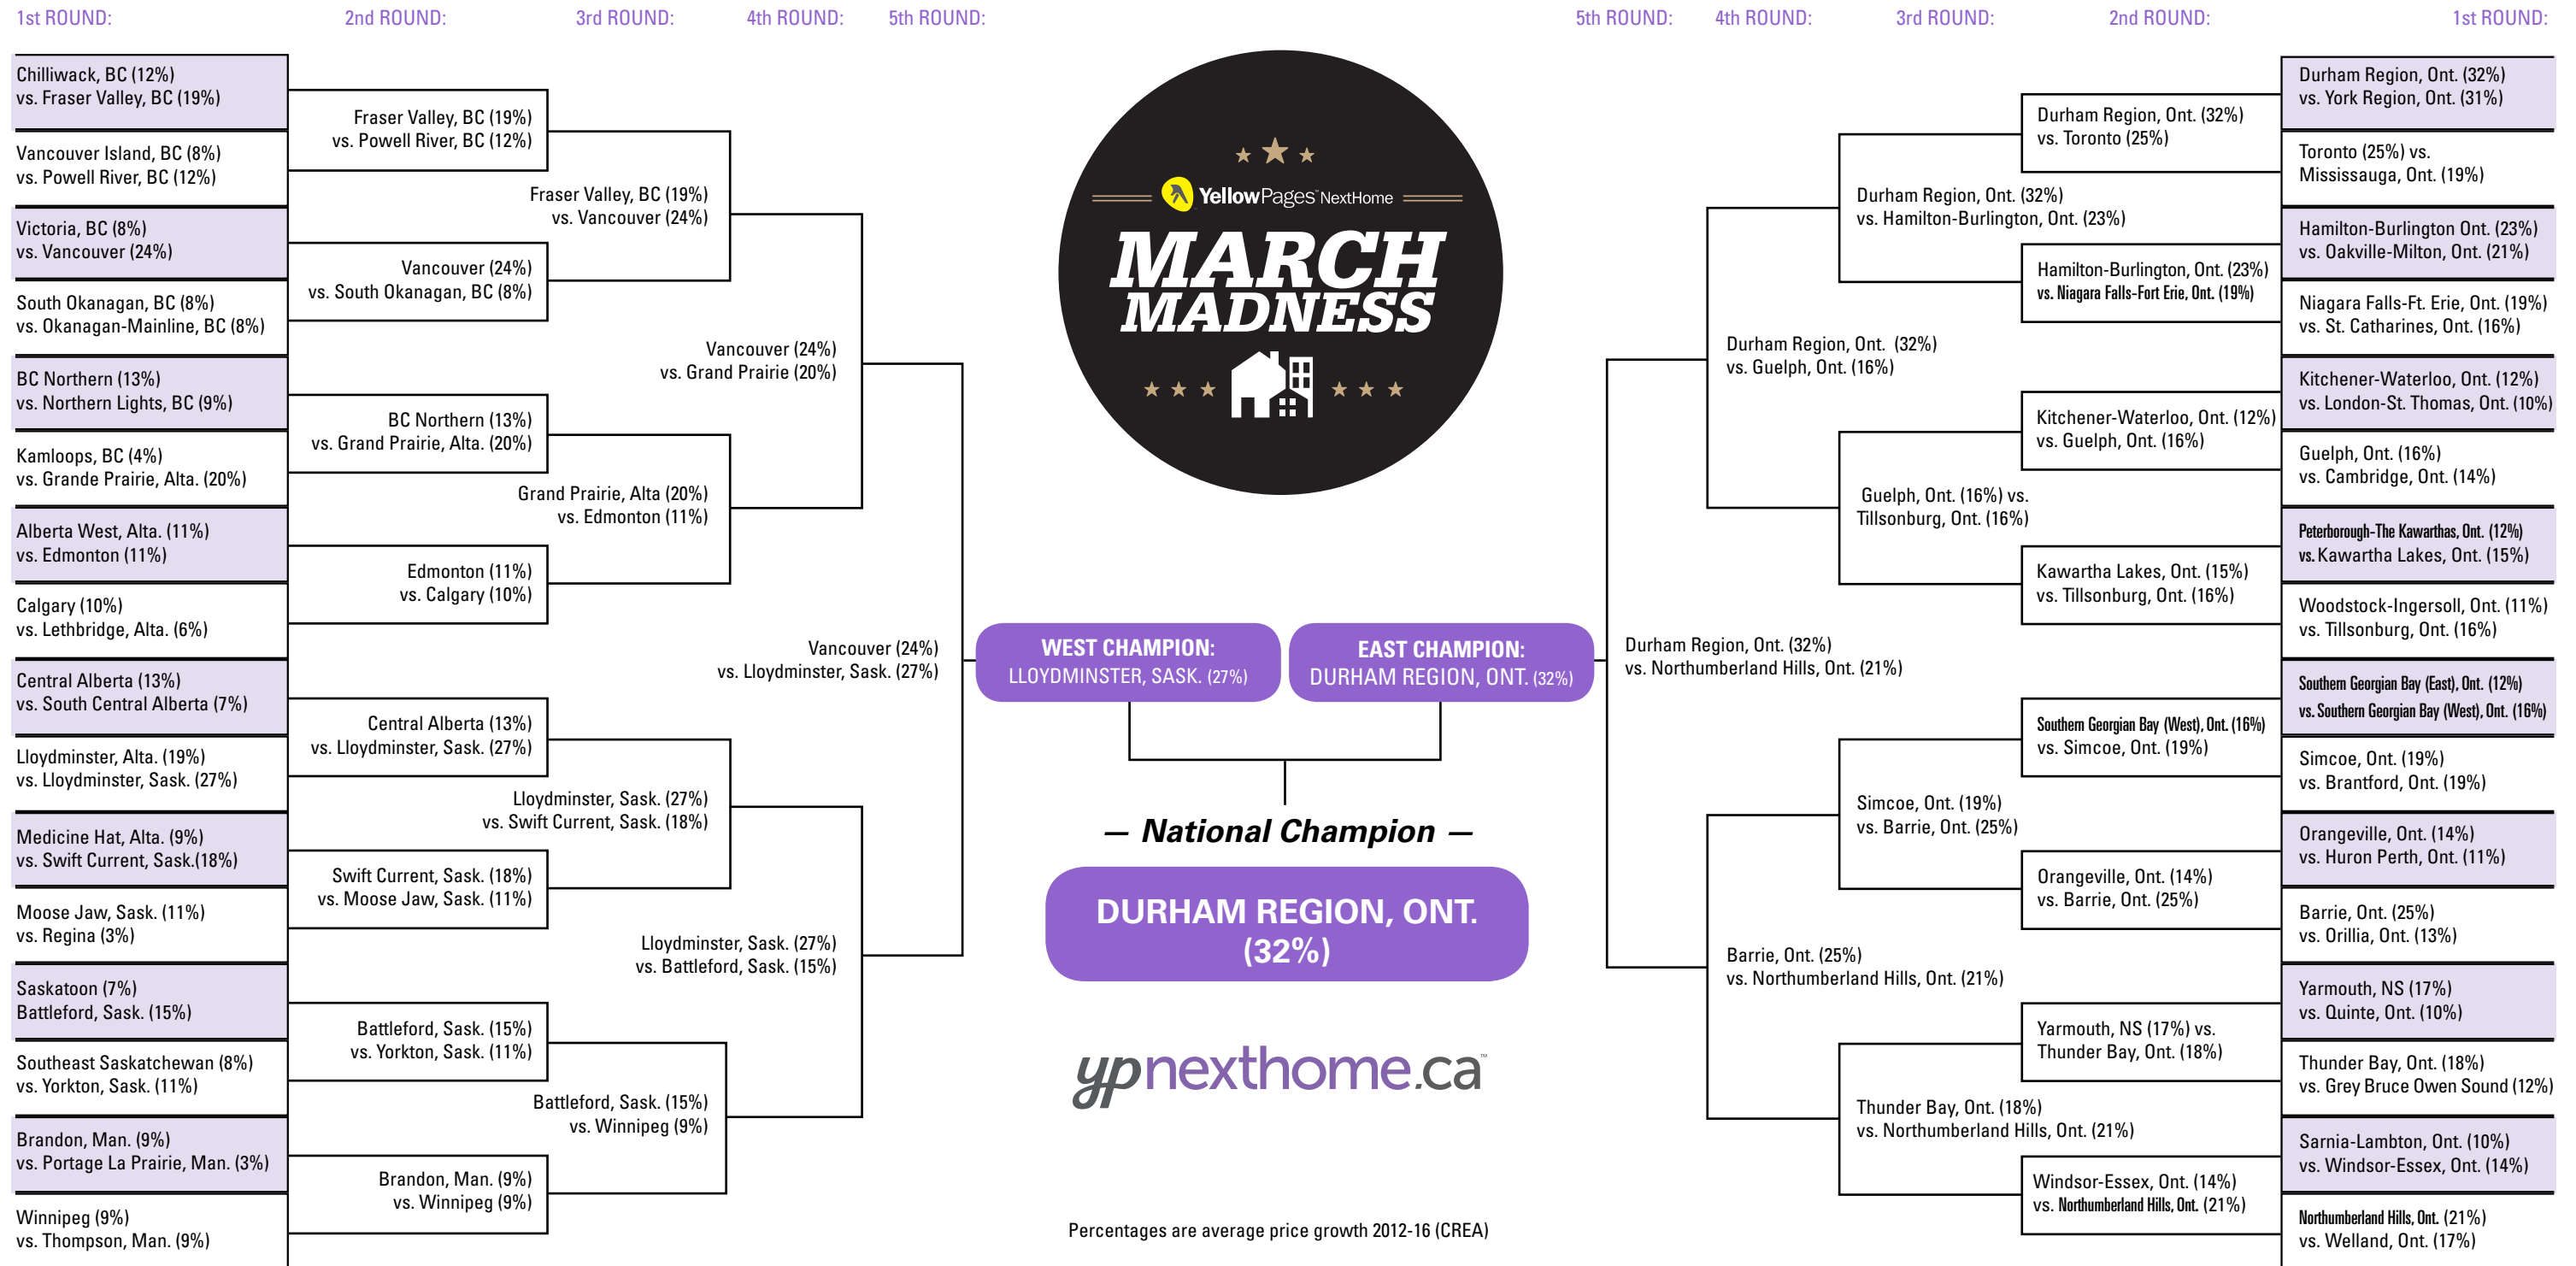 1st ROUND:
2nd ROUND:
3rd ROUND:
4th ROUND:
5th ROUND:
5th ROUND:
4th ROUND:
3rd ROUND:
2nd ROUND:
1st ROUND:
Chilliwack, BC (12%)
vs. Fraser Valley, BC (19%)
Vancouver Island, BC (8%)
vs. Powell River, BC (12%)
Victoria, BC (8%)
vs. Vancouver (24%)
South Okanagan, BC (8%)
vs. Okanagan-Mainline, BC (8%)
BC Northern (13%)
vs. Northern Lights, BC (9%)
Kamloops, BC (4%)
vs. Grande Prairie, Alta. (20%)
Alberta West, Alta. (11%)
vs. Edmonton (11%)
Calgary (10%)
vs. Lethbridge, Alta. (6%)
Central Alberta (13%)
vs. South Central Alberta (7%)
Lloydminster, Alta. (19%)
vs. Lloydminster, Sask. (27%)
Medicine Hat, Alta. (9%)
vs. Swift Current, Sask.(18%)
Moose Jaw, Sask. (11%)
vs. Regina (3%)
Saskatoon (7%)
Battleford, Sask. (15%)
Southeast Saskatchewan (8%)
vs. Yorkton, Sask. (11%)
Brandon, Man. (9%)
vs. Portage La Prairie, Man. (3%)
Winnipeg (9%)
vs. Thompson, Man. (9%)
Fraser Valley, BC (19%)
vs. Powell River, BC (12%)
Vancouver (24%)
vs. South Okanagan, BC (8%)
BC Northern (13%)
vs. Grand Prairie, Alta. (20%)
Edmonton (11%)
vs. Calgary (10%)
Central Alberta (13%)
vs. Lloydminster, Sask. (27%)
Swift Current, Sask. (18%)
vs. Moose Jaw, Sask. (11%)
Battleford, Sask. (15%)
vs. Yorkton, Sask. (11%)
Brandon, Man. (9%)
vs. Winnipeg (9%)
Fraser Valley, BC (19%)
vs. Vancouver (24%)
Grand Prairie, Alta (20%)
vs. Edmonton (11%)
Lloydminster, Sask. (27%)
vs. Swift Current, Sask. (18%)
Battleford, Sask. (15%)
vs. Winnipeg (9%)
Vancouver (24%)
vs. Grand Prairie (20%)
Lloydminster, Sask. (27%)
vs. Battleford, Sask. (15%)
Vancouver (24%)
vs. Lloydminster, Sask. (27%)
YellowPages™ NextHome
MARCH
MADNESS
WEST CHAMPION:
LLOYDMINSTER, SASK. (27%)
EAST CHAMPION:
DURHAM REGION, ONT. (32%)
— National Champion —
DURHAM REGION, ONT.
(32%)
ypnexthome.ca™
Percentages are average price growth 2012-16 (CREA)
Durham Region, Ont. (32%)
vs. Northumberland Hills, Ont. (21%)
Durham Region, Ont. (32%)
vs. Guelph, Ont. (16%)
Barrie, Ont. (25%)
vs. Northumberland Hills, Ont. (21%)
Durham Region, Ont. (32%)
vs. Hamilton-Burlington, Ont. (23%)
Guelph, Ont. (16%) vs.
Tillsonburg, Ont. (16%)
Simcoe, Ont. (19%)
vs. Barrie, Ont. (25%)
Thunder Bay, Ont. (18%)
vs. Northumberland Hills, Ont. (21%)
Durham Region, Ont. (32%)
vs. Toronto (25%)
Hamilton-Burlington, Ont. (23%)
vs. Niagara Falls-Fort Erie, Ont. (19%)
Kitchener-Waterloo, Ont. (12%)
vs. Guelph, Ont. (16%)
Kawartha Lakes, Ont. (15%)
vs. Tillsonburg, Ont. (16%)
Southern Georgian Bay (West), Ont. (16%)
vs. Simcoe, Ont. (19%)
Orangeville, Ont. (14%)
vs. Barrie, Ont. (25%)
Yarmouth, NS (17%) vs.
Thunder Bay, Ont. (18%)
Windsor-Essex, Ont. (14%)
vs. Northumberland Hills, Ont. (21%)
Durham Region, Ont. (32%)
vs. York Region, Ont. (31%)
Toronto (25%) vs.
Mississauga, Ont. (19%)
Hamilton-Burlington Ont. (23%)
vs. Oakville-Milton, Ont. (21%)
Niagara Falls-Ft. Erie, Ont. (19%)
vs. St. Catharines, Ont. (16%)
Kitchener-Waterloo, Ont. (12%)
vs. London-St. Thomas, Ont. (10%)
Guelph, Ont. (16%)
vs. Cambridge, Ont. (14%)
Peterborough-The Kawarthas, Ont. (12%)
vs. Kawartha Lakes, Ont. (15%)
Woodstock-Ingersoll, Ont. (11%)
vs. Tillsonburg, Ont. (16%)
Southern Georgian Bay (East), Ont. (12%)
vs. Southern Georgian Bay (West), Ont. (16%)
Simcoe, Ont. (19%)
vs. Brantford, Ont. (19%)
Orangeville, Ont. (14%)
vs. Huron Perth, Ont. (11%)
Barrie, Ont. (25%)
vs. Orillia, Ont. (13%)
Yarmouth, NS (17%)
vs. Quinte, Ont. (10%)
Thunder Bay, Ont. (18%)
vs. Grey Bruce Owen Sound (12%)
Sarnia-Lambton, Ont. (10%)
vs. Windsor-Essex, Ont. (14%)
Northumberland Hills, Ont. (21%)
vs. Welland, Ont. (17%)